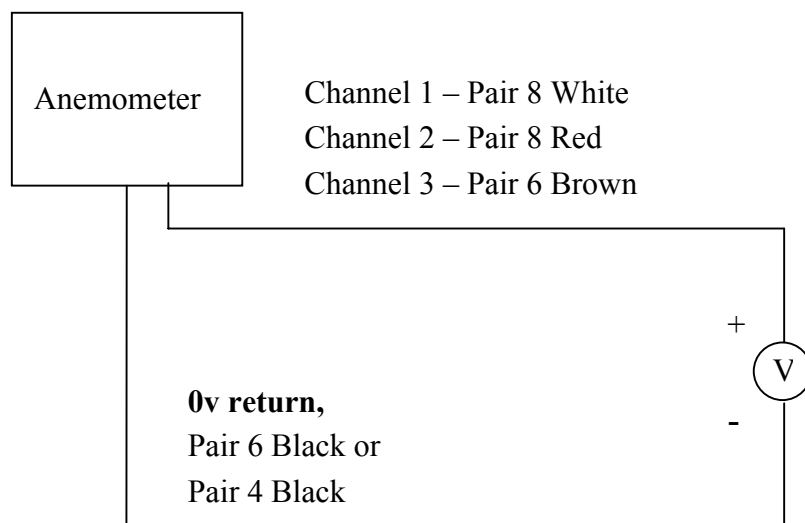 Anemometer
Channel 1 – Pair 8 White
Channel 2 – Pair 8 Red
Channel 3 – Pair 6 Brown
+
V
-
0v return,
Pair 6 Black or
Pair 4 Black